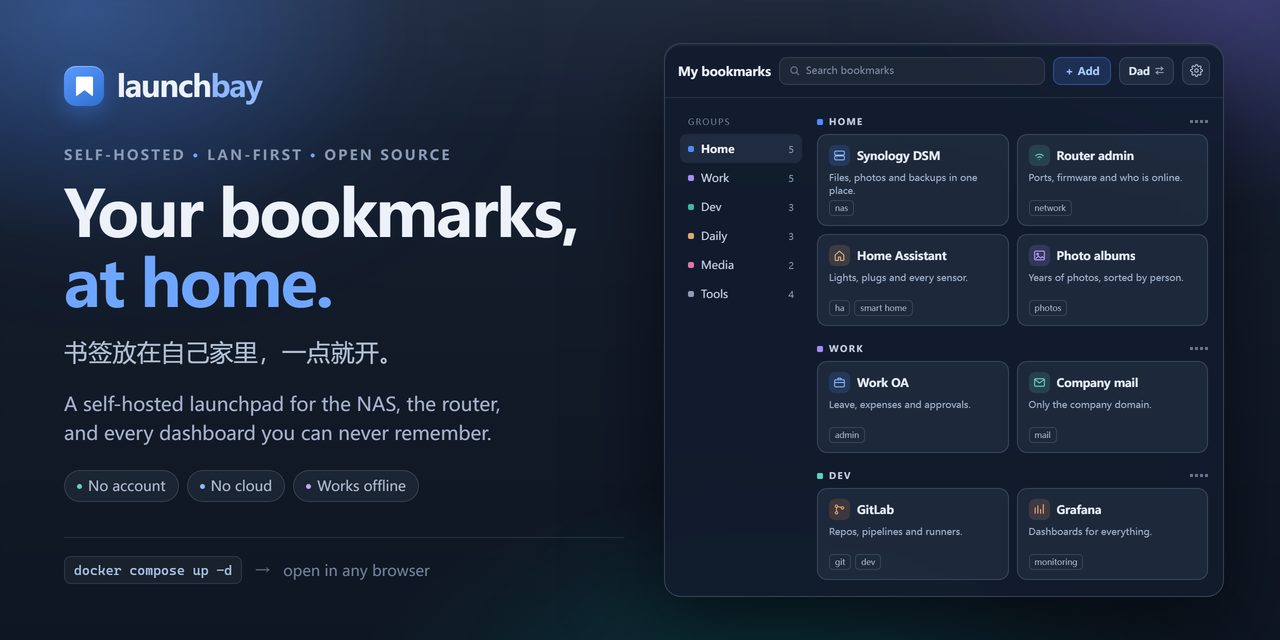 launchbay
SELF-HOSTED • LAN-FIRST • OPEN SOURCE
Your bookmarks,
at home.
书签放在自己家里，一点就开。
A self-hosted launchpad for the NAS, the router,
and every dashboard you can never remember.
No account
No cloud
Works offline
docker compose up -d → open in any browser
My bookmarks
Search bookmarks
+ Add
Dad
GROUPS
Home 5
Work 5
Dev 3
Daily 3
Media 2
Tools 4
HOME
Synology DSM
Files, photos and backups in one
place.
nas
Router admin
Ports, firmware and who is online.
network
Home Assistant
Lights, plugs and every sensor.
ha
smart home
Photo albums
Years of photos, sorted by person.
photos
WORK
Work OA
Leave, expenses and approvals.
admin
Company mail
Only the company domain.
mail
DEV
GitLab
Repos, pipelines and runners.
git
dev
Grafana
Dashboards for everything.
monitoring